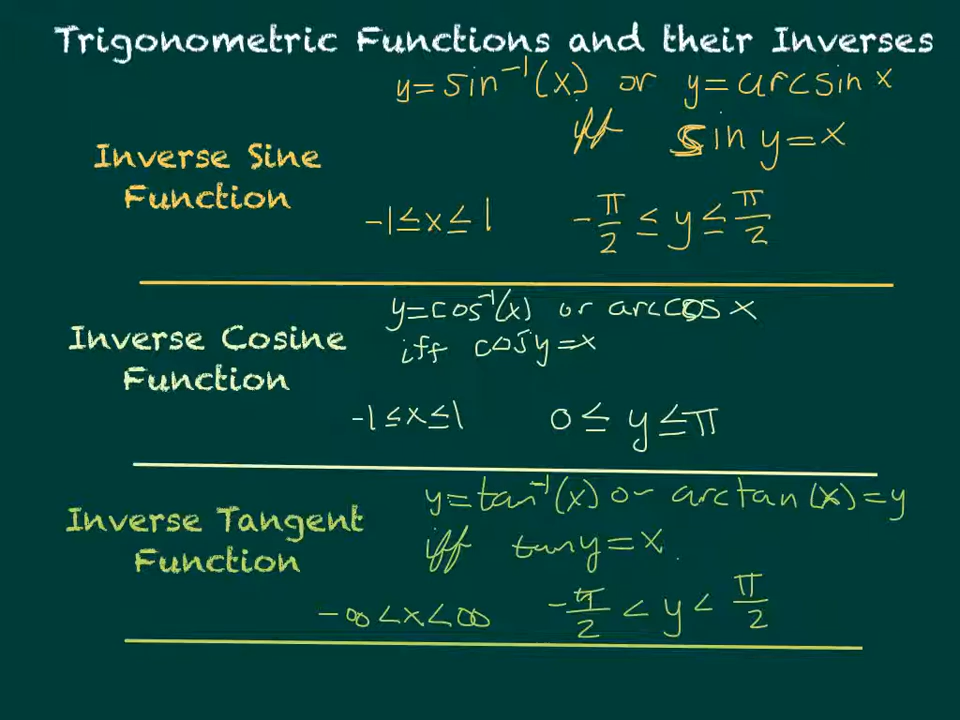 Trigonometric Functions and their Inverses
y=sin⁻¹(x) or y=arcsin x
iff sin y=x
Inverse Sine
Function
-1≤x≤1 -π/2 ≤ y ≤ π/2
y=cos⁻¹(x) or arccos x
Inverse Cosine
iff cosy=x
Function
-1≤x≤1 0≤ y ≤π
y=tan⁻¹(x) or arctan(x)=y
Inverse Tangent
iff tany=x.
Function
-∞<x<∞ -π/2 < y < π/2